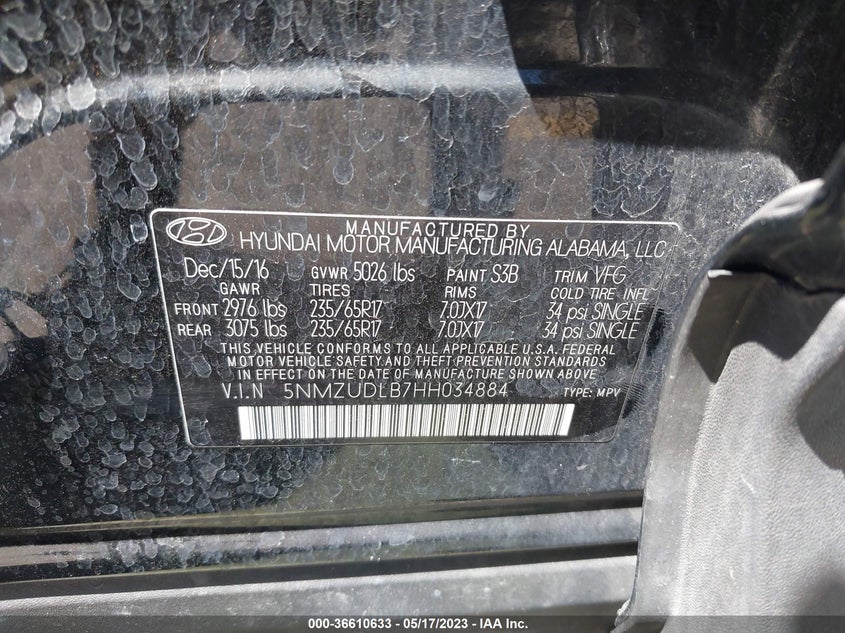 MANUFACTURED BY
HYUNDAI MOTOR MANUFACTURING ALABAMA, LLC
Dec/15/16 GVWR 5026 lbs PAINT S3B TRIM VFG
GAWR TIRES RIMS COLD TIRE INFL
FRONT 2976 lbs 235/65R17 7.0JX17 34 psi SINGLE
REAR 3075 lbs 235/65R17 7.0JX17 34 psi SINGLE
THIS VEHICLE CONFORMS TO ALL APPLICABLE U.S.A. FEDERAL
MOTOR VEHICLE SAFETY AND THEFT PREVENTION STANDARDS
IN EFFECT ON THE DATE OF MANUFACTURE SHOWN ABOVE
V.I.N 5NMZUDLB7HH034884 TYPE: MPV
000-36610633 – 05/17/2023 – IAA Inc.